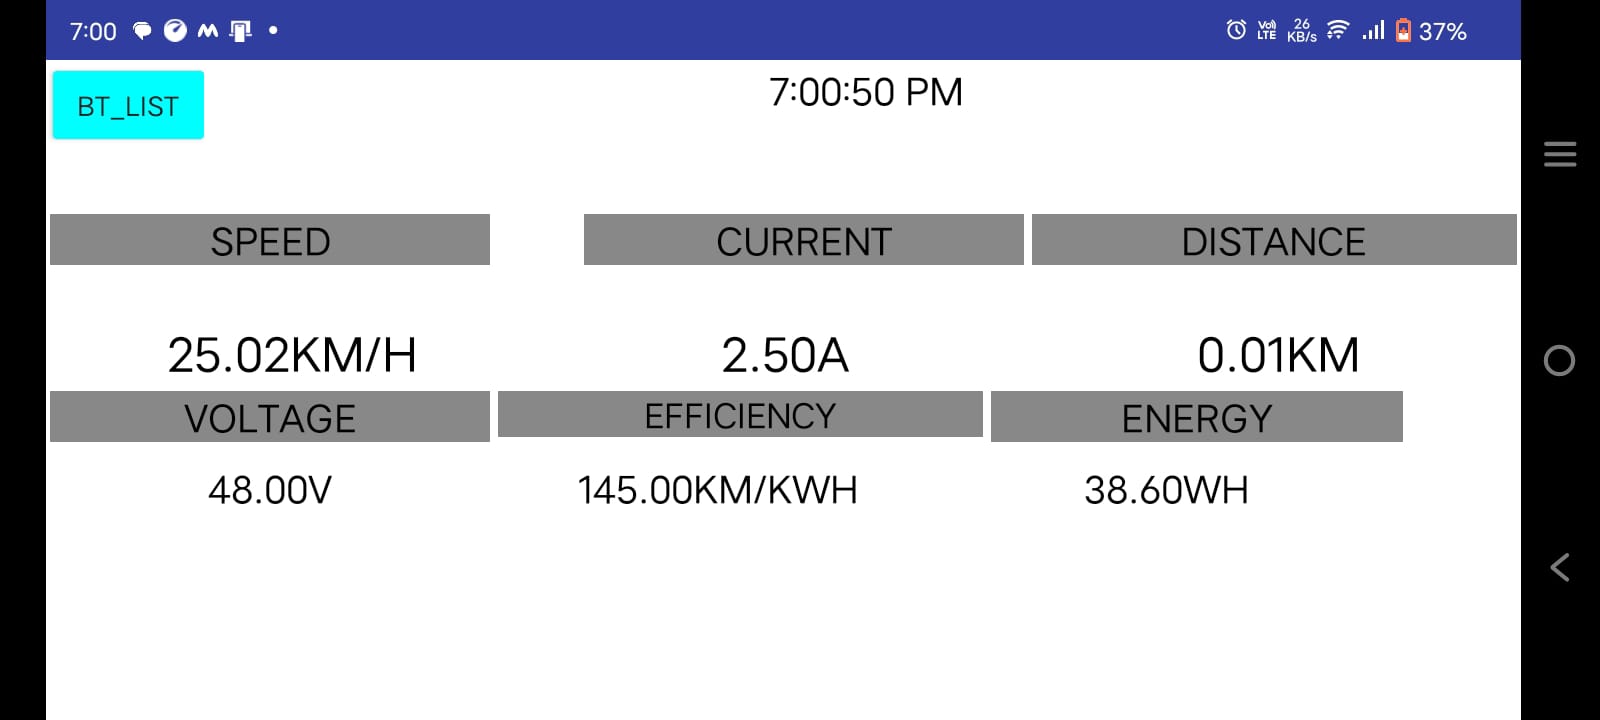 7:00 Vo)) LTE 26 KB/s 37%
BT_LIST 7:00:50 PM
SPEED CURRENT DISTANCE
25.02KM/H 2.50A 0.01KM
VOLTAGE EFFICIENCY ENERGY
48.00V 145.00KM/KWH 38.60WH